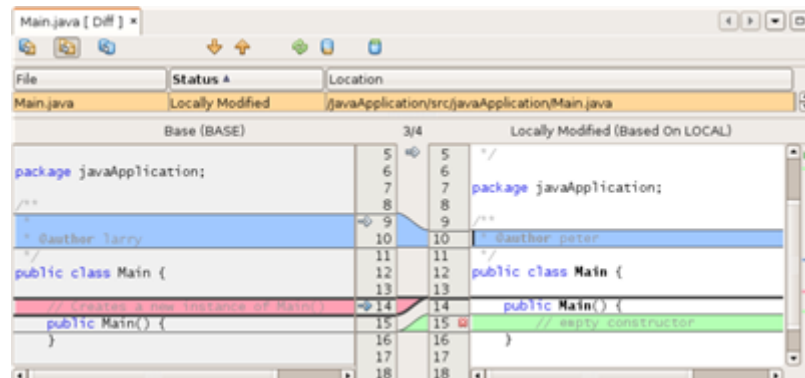 Main.java [ Diff ] ×
File Status Location
Main.java Locally Modified /JavaApplication/src/javaApplication/Main.java
Base (BASE) 3/4 Locally Modified (Based On LOCAL)
5 5 */
package javaApplication; 6 6
7 7 package javaApplication;
/** 8 8
* 9 9 /**
* @author larry 10 10 * @author peter
*/ 11 11 */
public class Main { 12 12 public class Main {
13 13
// Creates a new instance of Main() 14 14 public Main() {
public Main() { 15 15 // empty constructor
} 16 16 }
17 17
18 18